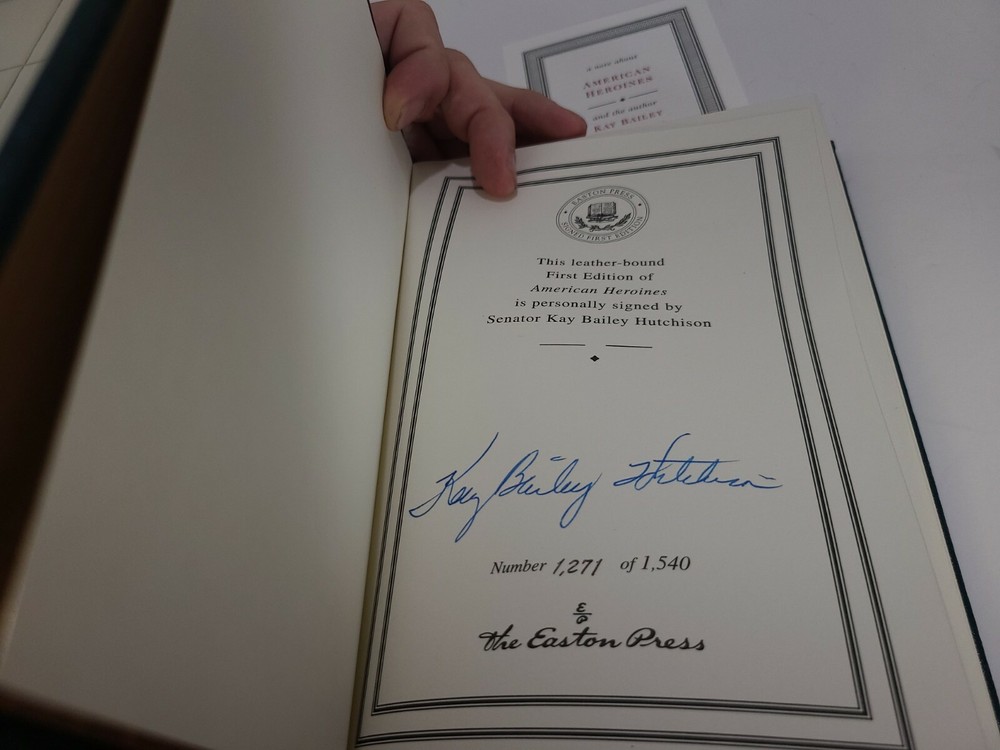 a note about
AMERICAN
HEROINES
and the author
KAY BAILEY
EASTON PRESS
SIGNED FIRST EDITION
This leather-bound
First Edition of
American Heroines
is personally signed by
Senator Kay Bailey Hutchison
Kay Bailey Hutchison
Number 1,271 of 1,540
E
P
the Easton Press